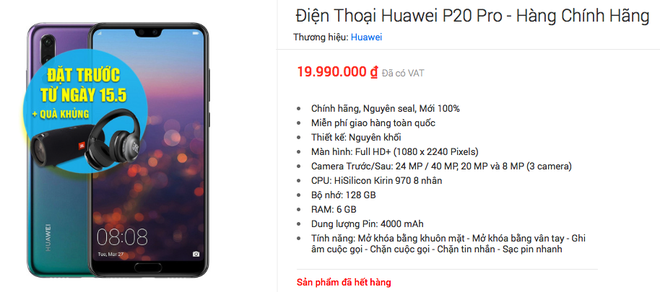 ĐẶT TRƯỚC
TỪ NGÀY 15.5
+ QUÀ KHỦNG
JBL
HUAWEI
08:08
Tue, Mar 27
Điện Thoại Huawei P20 Pro - Hàng Chính Hãng
Thương hiệu: Huawei
19.990.000 ₫ Đã có VAT
Chính hãng, Nguyên seal, Mới 100%
Miễn phí giao hàng toàn quốc
Thiết kế: Nguyên khối
Màn hình: Full HD+ (1080 x 2240 Pixels)
Camera Trước/Sau: 24 MP / 40 MP, 20 MP và 8 MP (3 camera)
CPU: HiSilicon Kirin 970 8 nhân
Bộ nhớ: 128 GB
RAM: 6 GB
Dung lượng Pin: 4000 mAh
Tính năng: Mở khóa bằng khuôn mặt - Mở khóa bằng vân tay - Ghi
âm cuộc gọi - Chặn cuộc gọi - Chặn tin nhắn - Sạc pin nhanh
Sản phẩm đã hết hàng